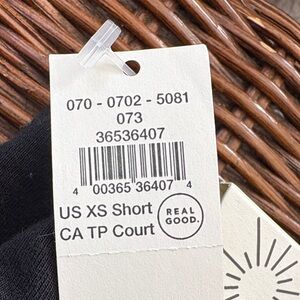 070 - 0702 - 5081
073
36536407
4 00365 36407 4
US XS Short
CA TP Court
REAL
GOOD.